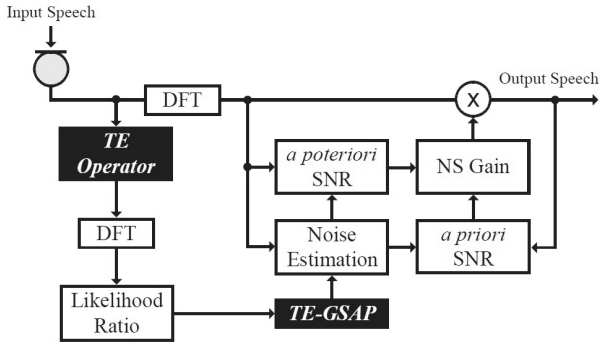 Input Speech
Output Speech
DFT
X
TE
Operator
a poteriori
SNR
NS Gain
DFT
Noise
Estimation
a priori
SNR
Likelihood
Ratio
TE-GSAP